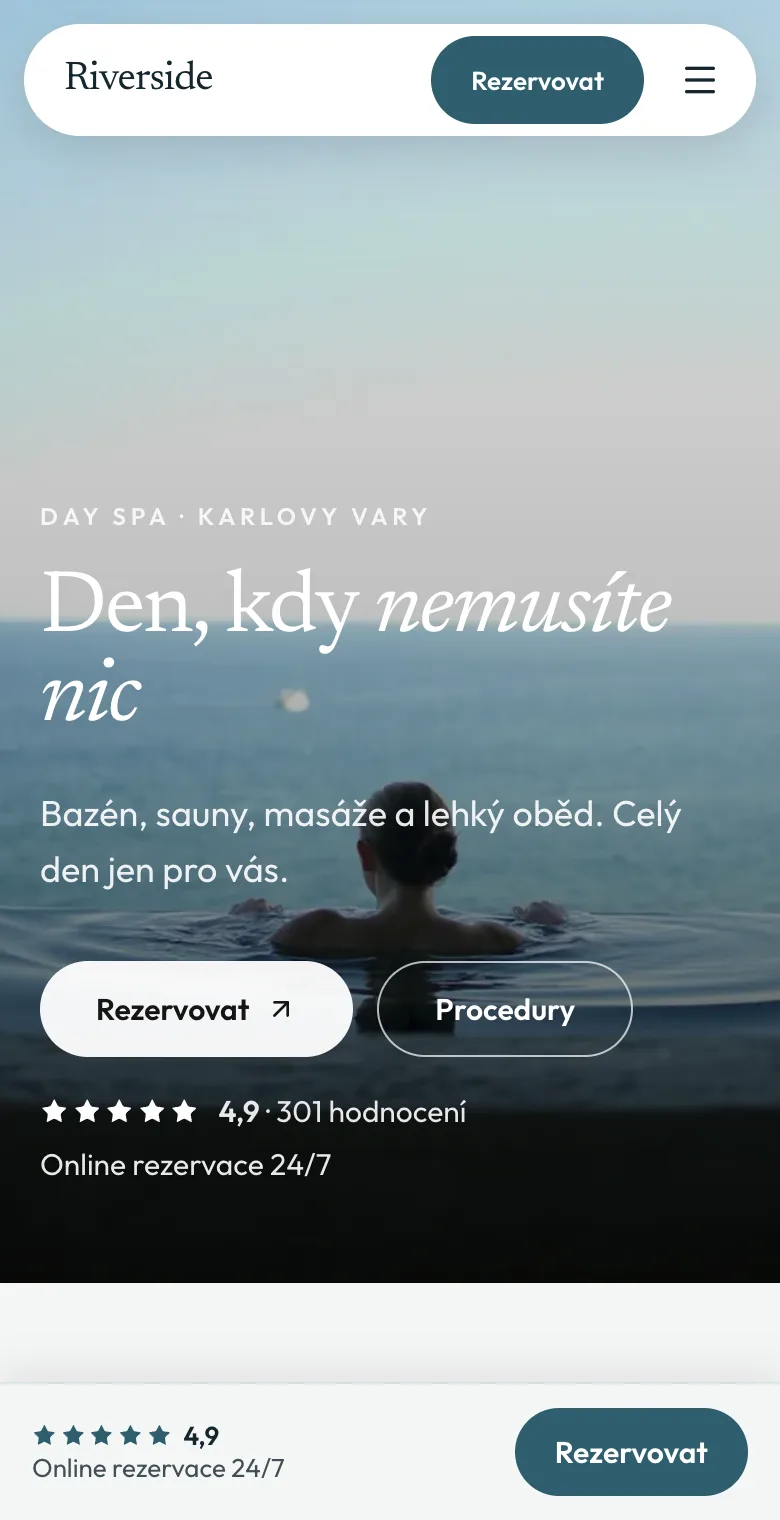 Riverside
Rezervovat
DAY SPA · KARLOVY VARY
Den, kdy nemusíte
nic
Bazén, sauny, masáže a lehký oběd. Celý
den jen pro vás.
Rezervovat
Procedury
4,9 · 301 hodnocení
Online rezervace 24/7
4,9
Online rezervace 24/7
Rezervovat